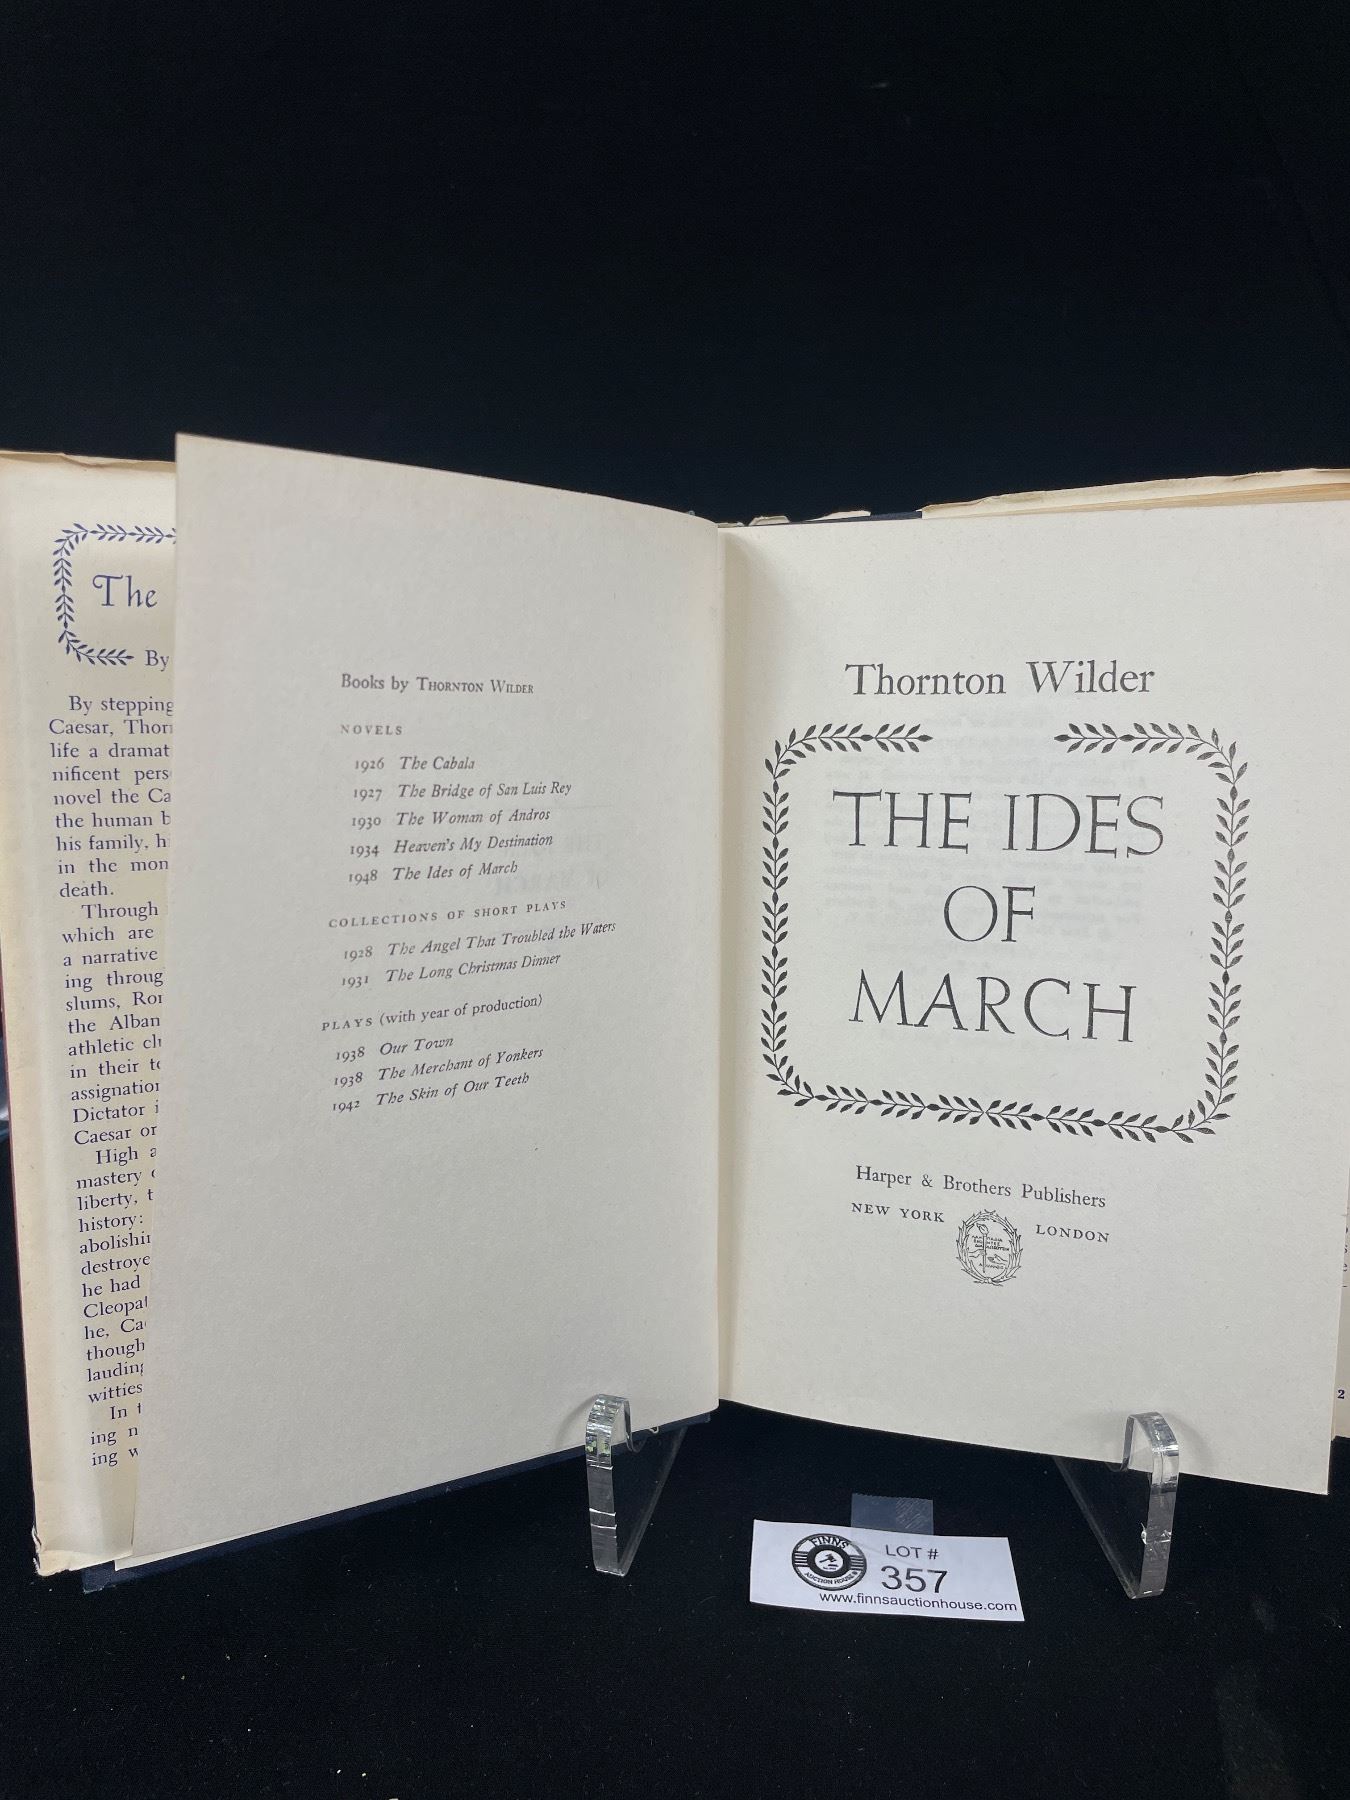 The
By
By stepping
Caesar, Thor
life a dramat
nificent pers
novel the Ca
the human b
his family, h
in the mon
death.
Through
which are
a narrative
ing throug
slums, Ro
the Alban
athletic cl
in their t
assignation
Dictator i
Caesar or
High a
mastery
liberty, t
history:
abolishi
destroye
he had
Cleopat
he, Ca
though
lauding
witties
In t
ing n
ing w
Books by THORNTON WILDER
NOVELS
1926 The Cabala
1927 The Bridge of San Luis Rey
1930 The Woman of Andros
1934 Heaven's My Destination
1948 The Ides of March
COLLECTIONS OF SHORT PLAYS
1928 The Angel That Troubled the Waters
1931 The Long Christmas Dinner
PLAYS (with year of production)
1938 Our Town
1938 The Merchant of Yonkers
1942 The Skin of Our Teeth
Thornton Wilder
THE IDES
OF
MARCH
Harper & Brothers Publishers
NEW YORK LONDON
2
FINNS
AUCTION HOUSE
LOT #
357
www.finnsauctionhouse.com